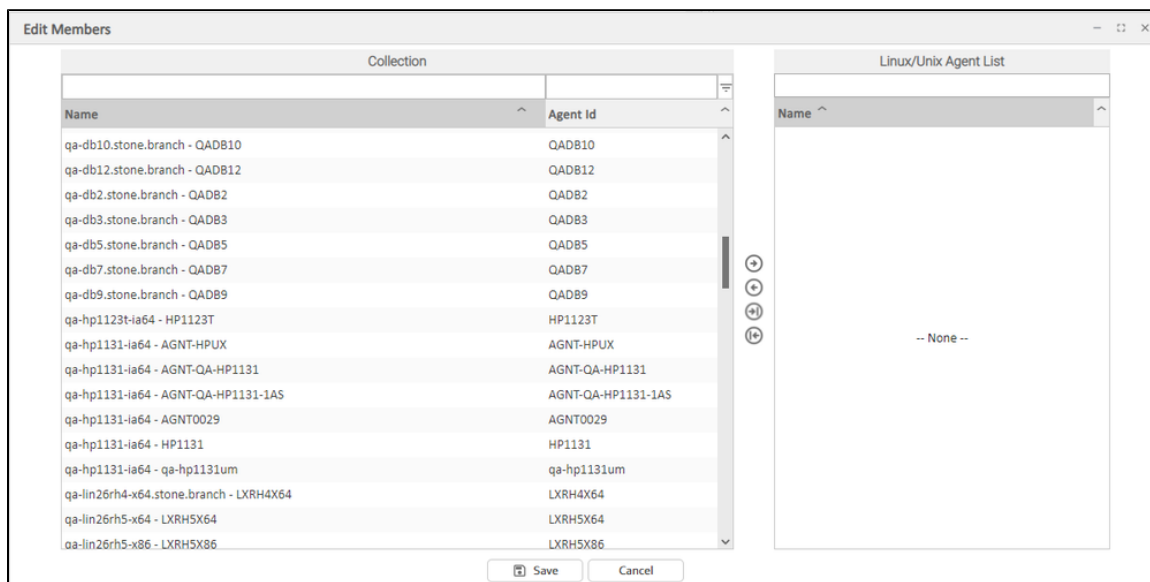 Edit Members
Collection
Linux/Unix Agent List
Name Agent Id
Name
qa-db10.stone.branch - QADB10 QADB10
qa-db12.stone.branch - QADB12 QADB12
qa-db2.stone.branch - QADB2 QADB2
qa-db3.stone.branch - QADB3 QADB3
qa-db5.stone.branch - QADB5 QADB5
qa-db7.stone.branch - QADB7 QADB7
qa-db9.stone.branch - QADB9 QADB9
qa-hp1123t-ia64 - HP1123T HP1123T
qa-hp1131-ia64 - AGNT-HPUX AGNT-HPUX
qa-hp1131-ia64 - AGNT-QA-HP1131 AGNT-QA-HP1131
qa-hp1131-ia64 - AGNT-QA-HP1131-1AS AGNT-QA-HP1131-1AS
qa-hp1131-ia64 - AGNT0029 AGNT0029
qa-hp1131-ia64 - HP1131 HP1131
qa-hp1131-ia64 - qa-hp1131um qa-hp1131um
qa-lin26rh4-x64.stone.branch - LXRH4X64 LXRH4X64
qa-lin26rh5-x64 - LXRH5X64 LXRH5X64
qa-lin26rh5-x86 - LXRH5X86 LXRH5X86
-- None --
Save Cancel